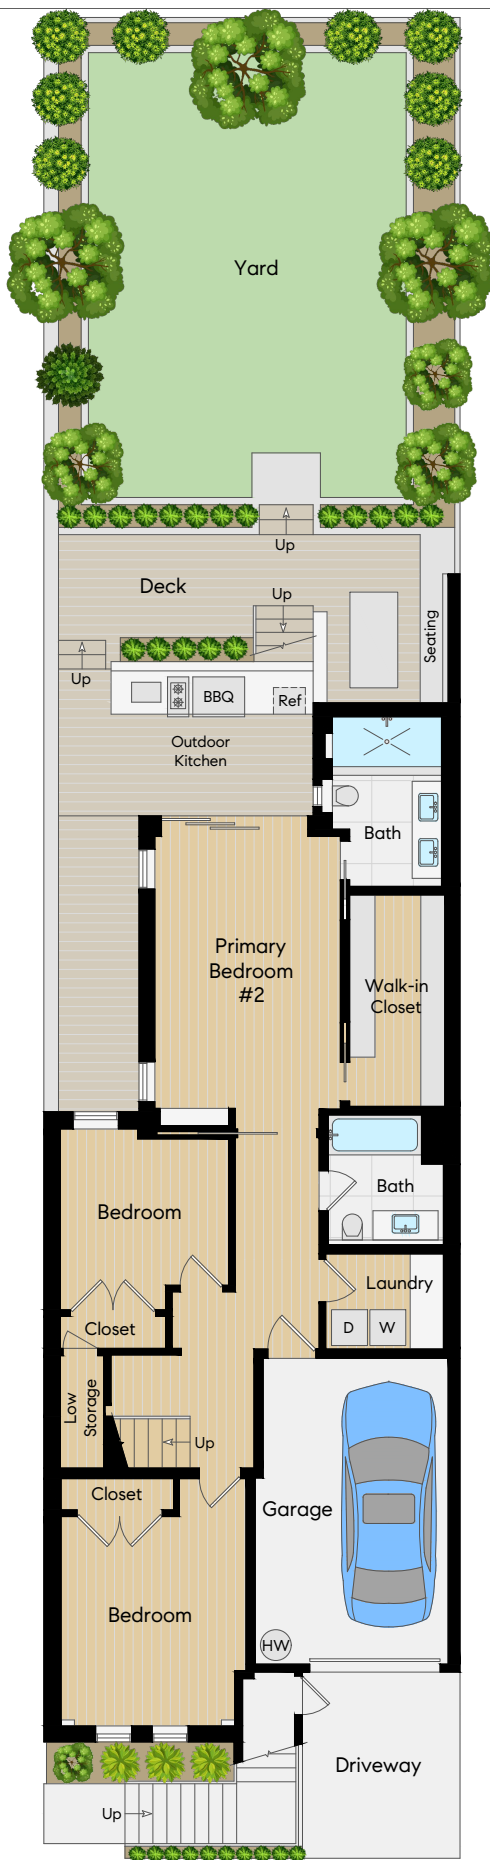 Yard
Up
Deck
Up
Seating
Up
BBQ
Ref
Outdoor
Kitchen
Bath
Primary
Bedroom
#2
Walk-in
Closet
Bath
Bedroom
Laundry
Closet
D
W
Low
Storage
Up
Closet
Garage
Bedroom
HW
Driveway
Up